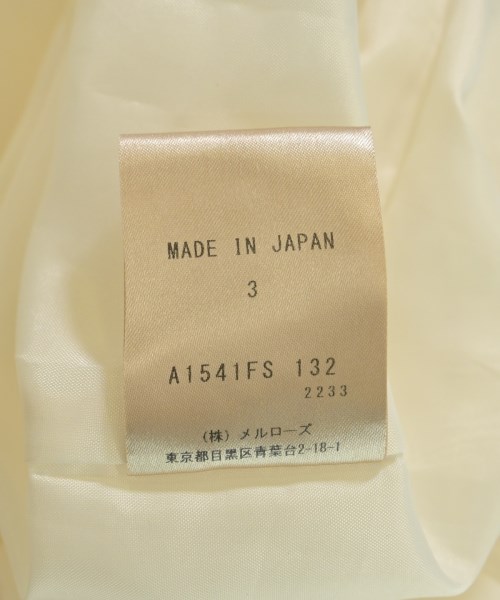 MADE IN JAPAN
3
A1541FS 132
2233
(株) メルローズ
東京都目黒区青葉台2-18-1